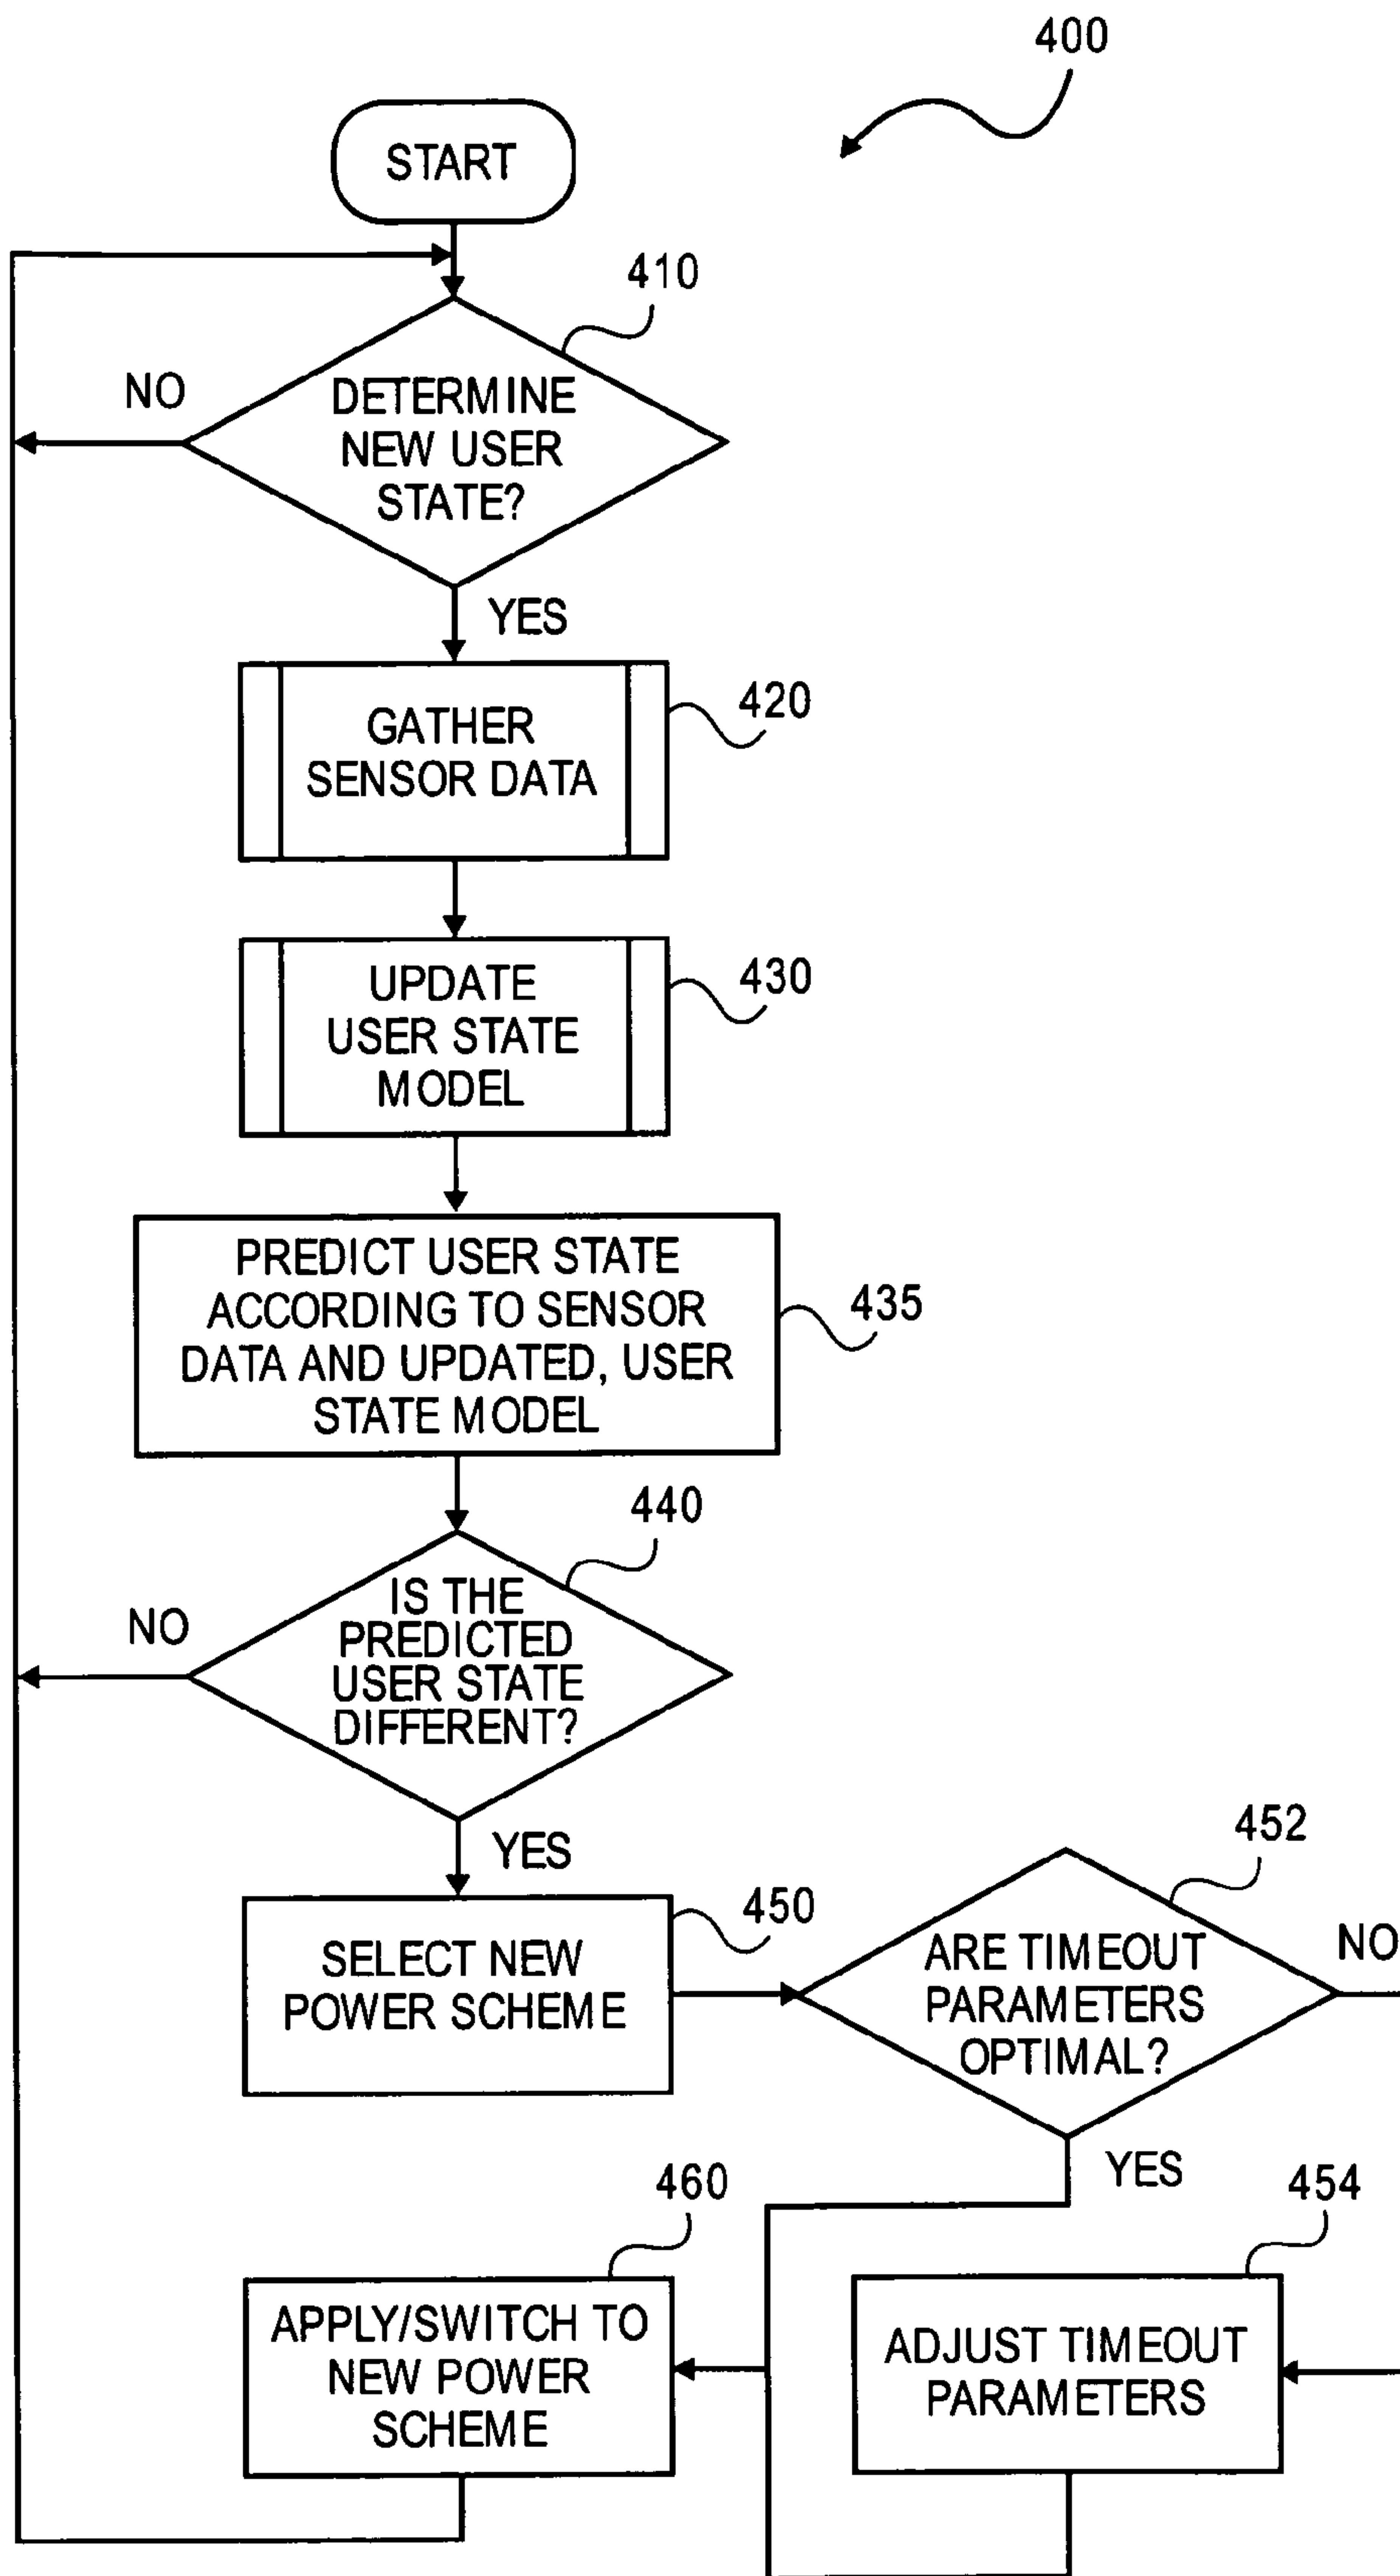 400
START
410
NO
DETERMINE
NEW USER
STATE?
YES
420
GATHER
SENSOR DATA
430
UPDATE
USER STATE
MODEL
435
PREDICT USER STATE
ACCORDING TO SENSOR
DATA AND UPDATED, USER
STATE MODEL
440
NO
IS THE
PREDICTED
USER STATE
DIFFERENT?
YES
450
SELECT NEW
POWER SCHEME
452
ARE TIMEOUT
PARAMETERS
OPTIMAL?
NO
YES
460
APPLY/SWITCH TO
NEW POWER
SCHEME
454
ADJUST TIMEOUT
PARAMETERS